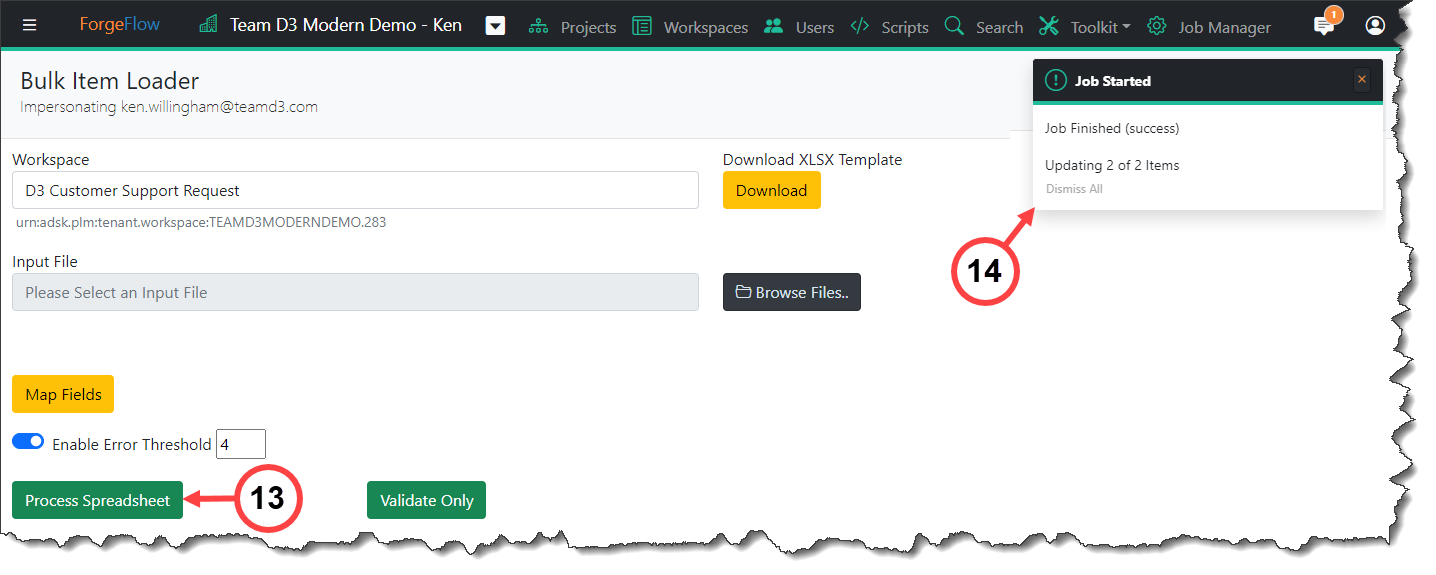 ForgeFlow Team D3 Modern Demo - Ken Projects Workspaces Users Scripts Search Toolkit Job Manager 1
Bulk Item Loader
Impersonating ken.willingham@teamd3.com
Job Started ×
Job Finished (success)
Updating 2 of 2 Items
Dismiss All
Workspace
D3 Customer Support Request
urn:adsk.plm:tenant.workspace:TEAMD3MODERNDEMO.283
Download XLSX Template
Download
14
Input File
Please Select an Input File
Browse Files..
Map Fields
Enable Error Threshold 4
Process Spreadsheet
13
Validate Only